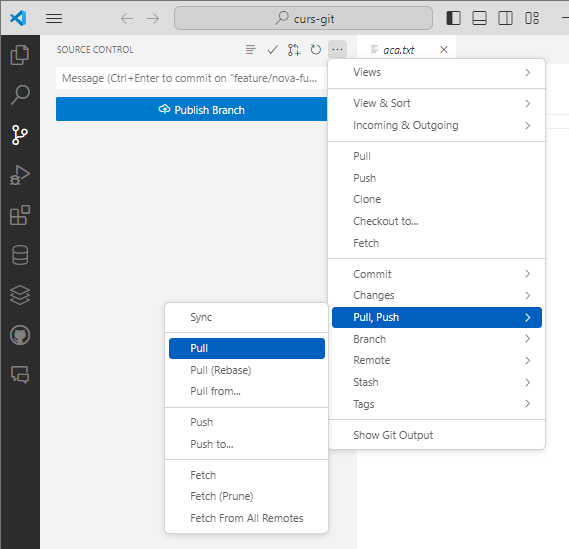 curs-git
SOURCE CONTROL
aca.txt
Message (Ctrl+Enter to commit on "feature/nova-fu...
Publish Branch
Views
View & Sort
Incoming & Outgoing
Pull
Push
Clone
Checkout to...
Fetch
Commit
Changes
Pull, Push
Branch
Remote
Stash
Tags
Show Git Output
Sync
Pull
Pull (Rebase)
Pull from...
Push
Push to...
Fetch
Fetch (Prune)
Fetch From All Remotes